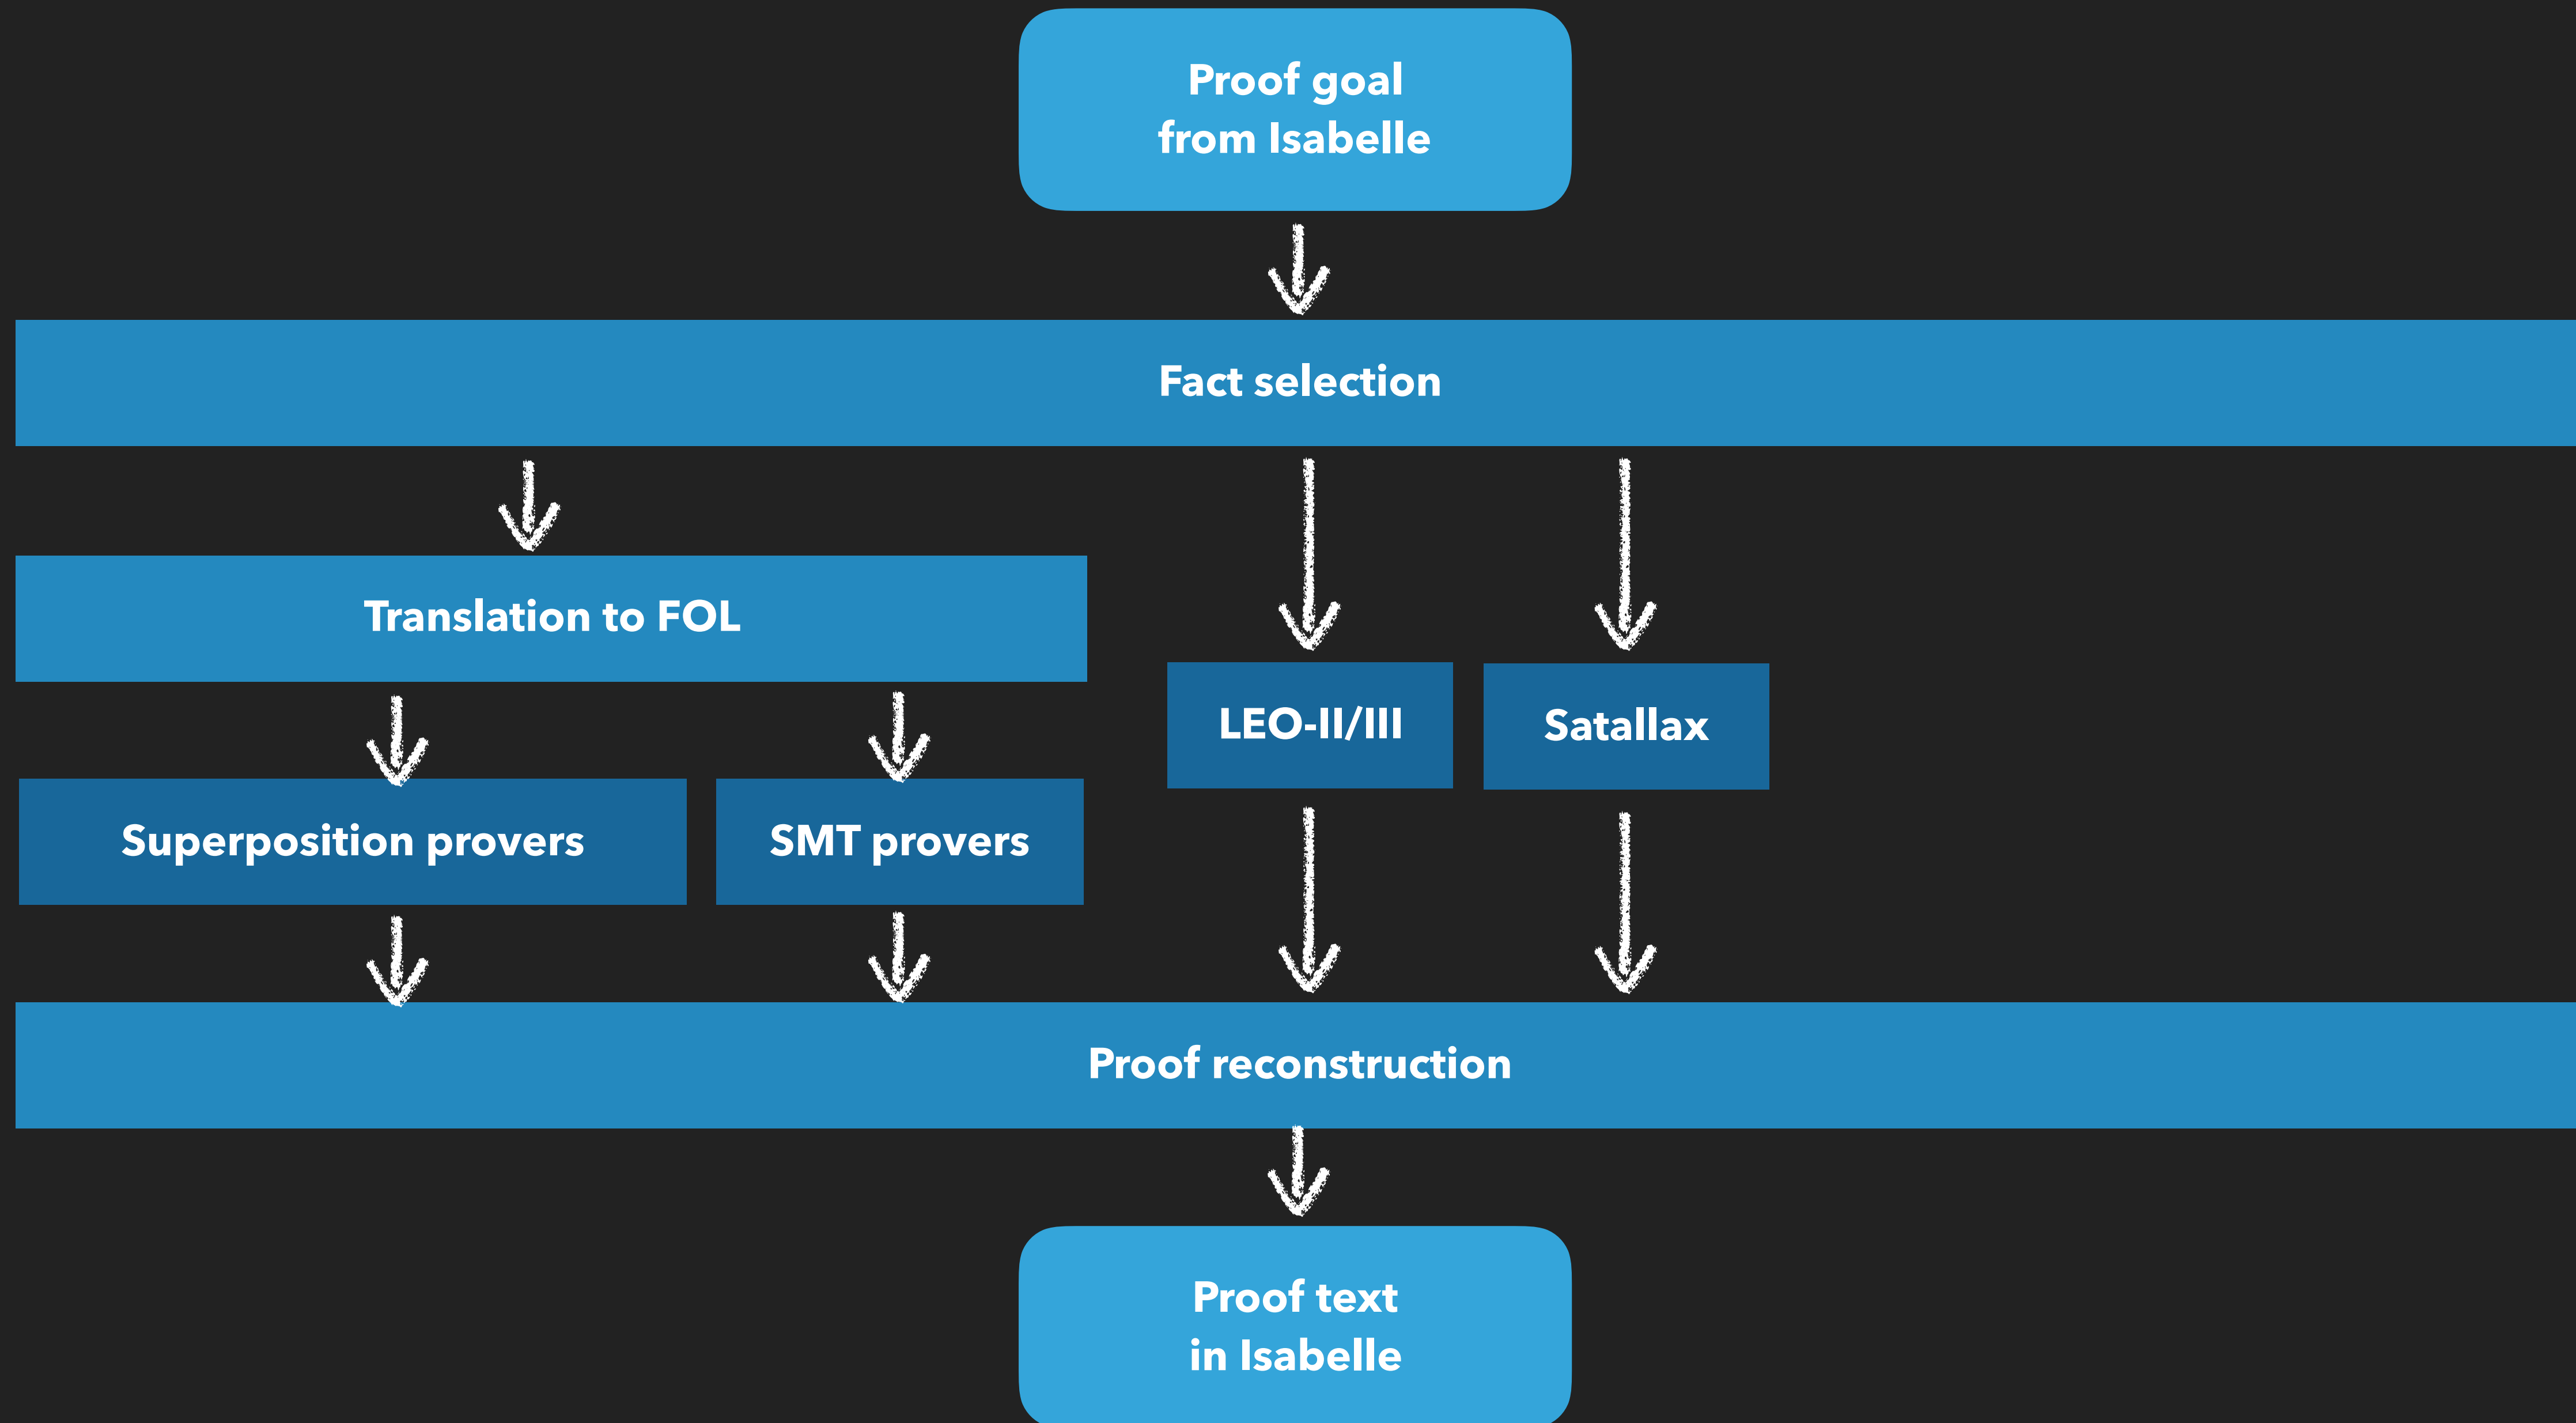 Proof goal
from Isabelle
Fact selection
Translation to FOL
LEO-II/III
Satallax
Superposition provers
SMT provers
Proof reconstruction
Proof text
in Isabelle